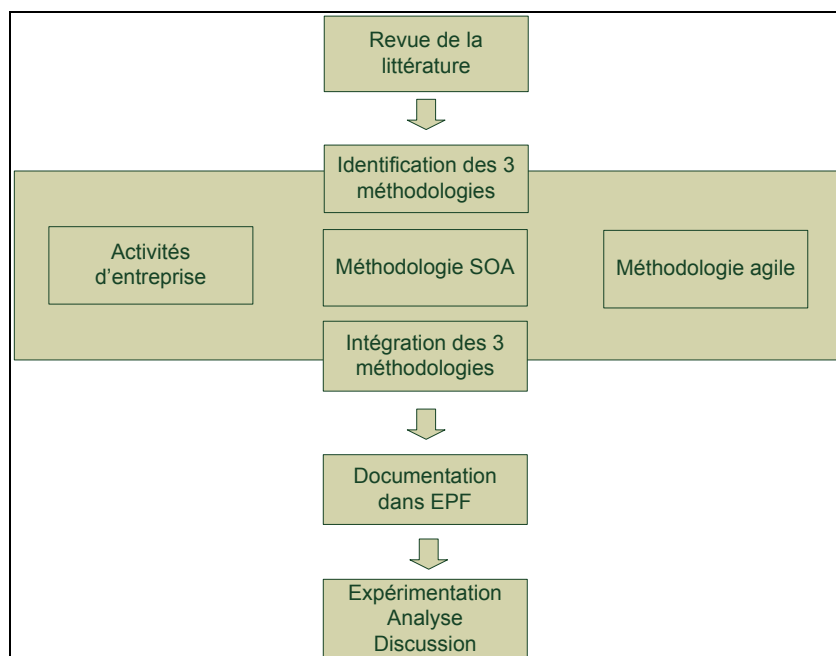 Revue de la
littérature
Identification des 3
méthodologies
Activités
d'entreprise
Méthodologie SOA
Méthodologie agile
Intégration des 3
méthodologies
Documentation
dans EPF
Expérimentation
Analyse
Discussion